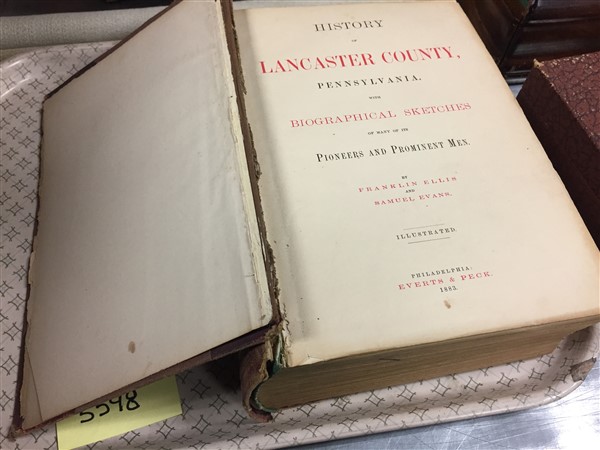 HISTORY
OF
LANCASTER COUNTY,
PENNSYLVANIA,
WITH
BIOGRAPHICAL SKETCHES
OF MANY OF ITS
PIONEERS AND PROMINENT MEN.
BY
FRANKLIN ELLIS
AND
SAMUEL EVANS.
ILLUSTRATED.
PHILADELPHIA:
EVERTS & PECK.
1883.
5598